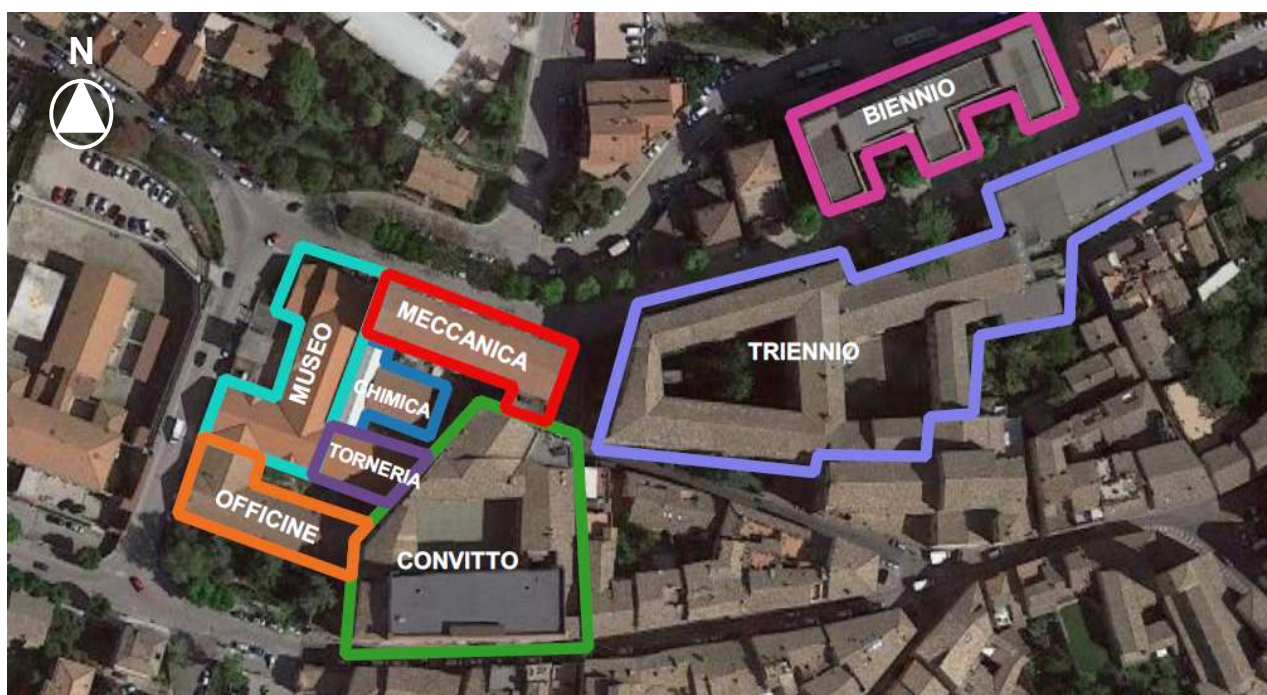 N
BIENNIO
MECCANICA
TRIENNIO
MUSEO
CHIMICA
TORNERIA
OFFICINE
CONVITTO